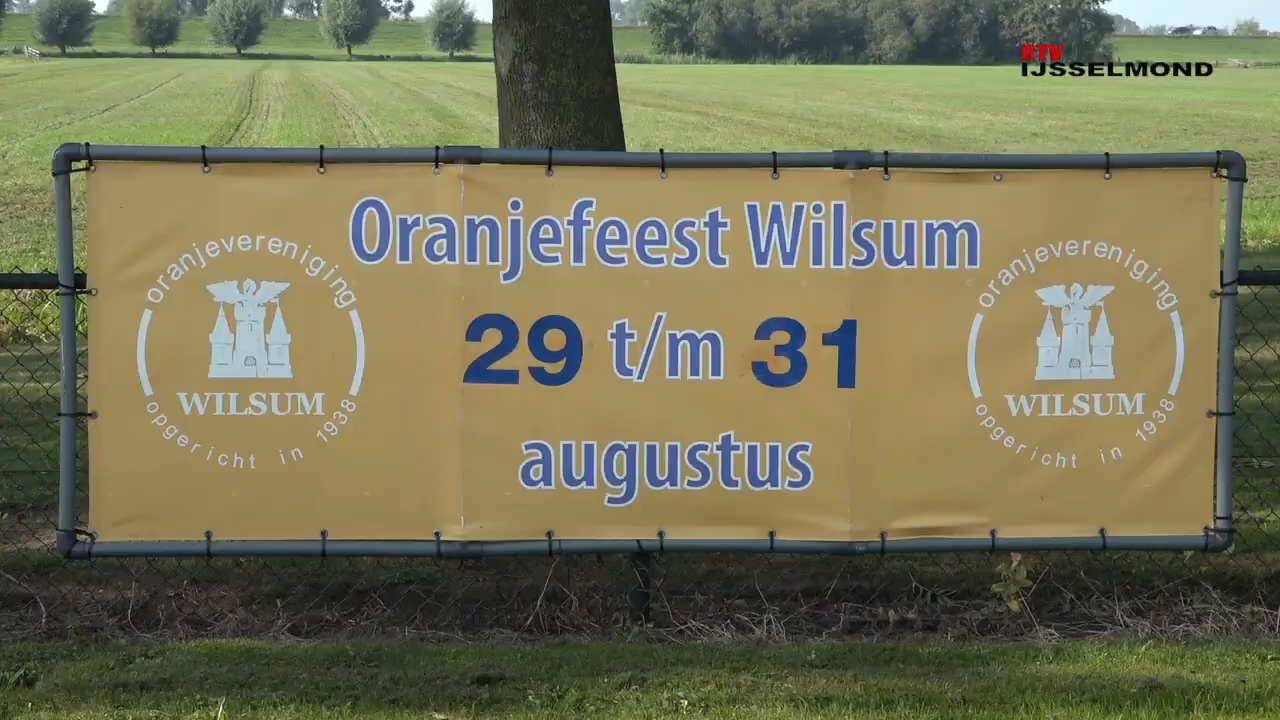 RTV
IJSSELMOND
Oranjefeest Wilsum
29 t/m 31
augustus
oranjevereniging
WILSUM
opgericht in 1938
oranjevereniging
WILSUM
opgericht in 1938